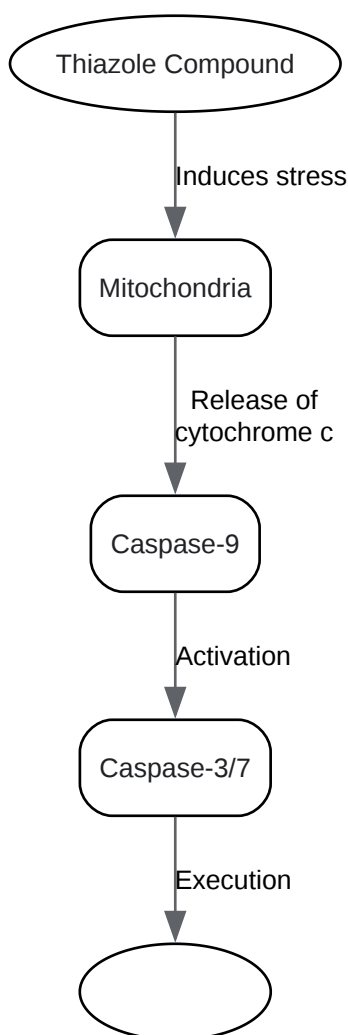 Thiazole Compound
Induces stress
Mitochondria
Release of
cytochrome c
Caspase-9
Activation
Caspase-3/7
Execution